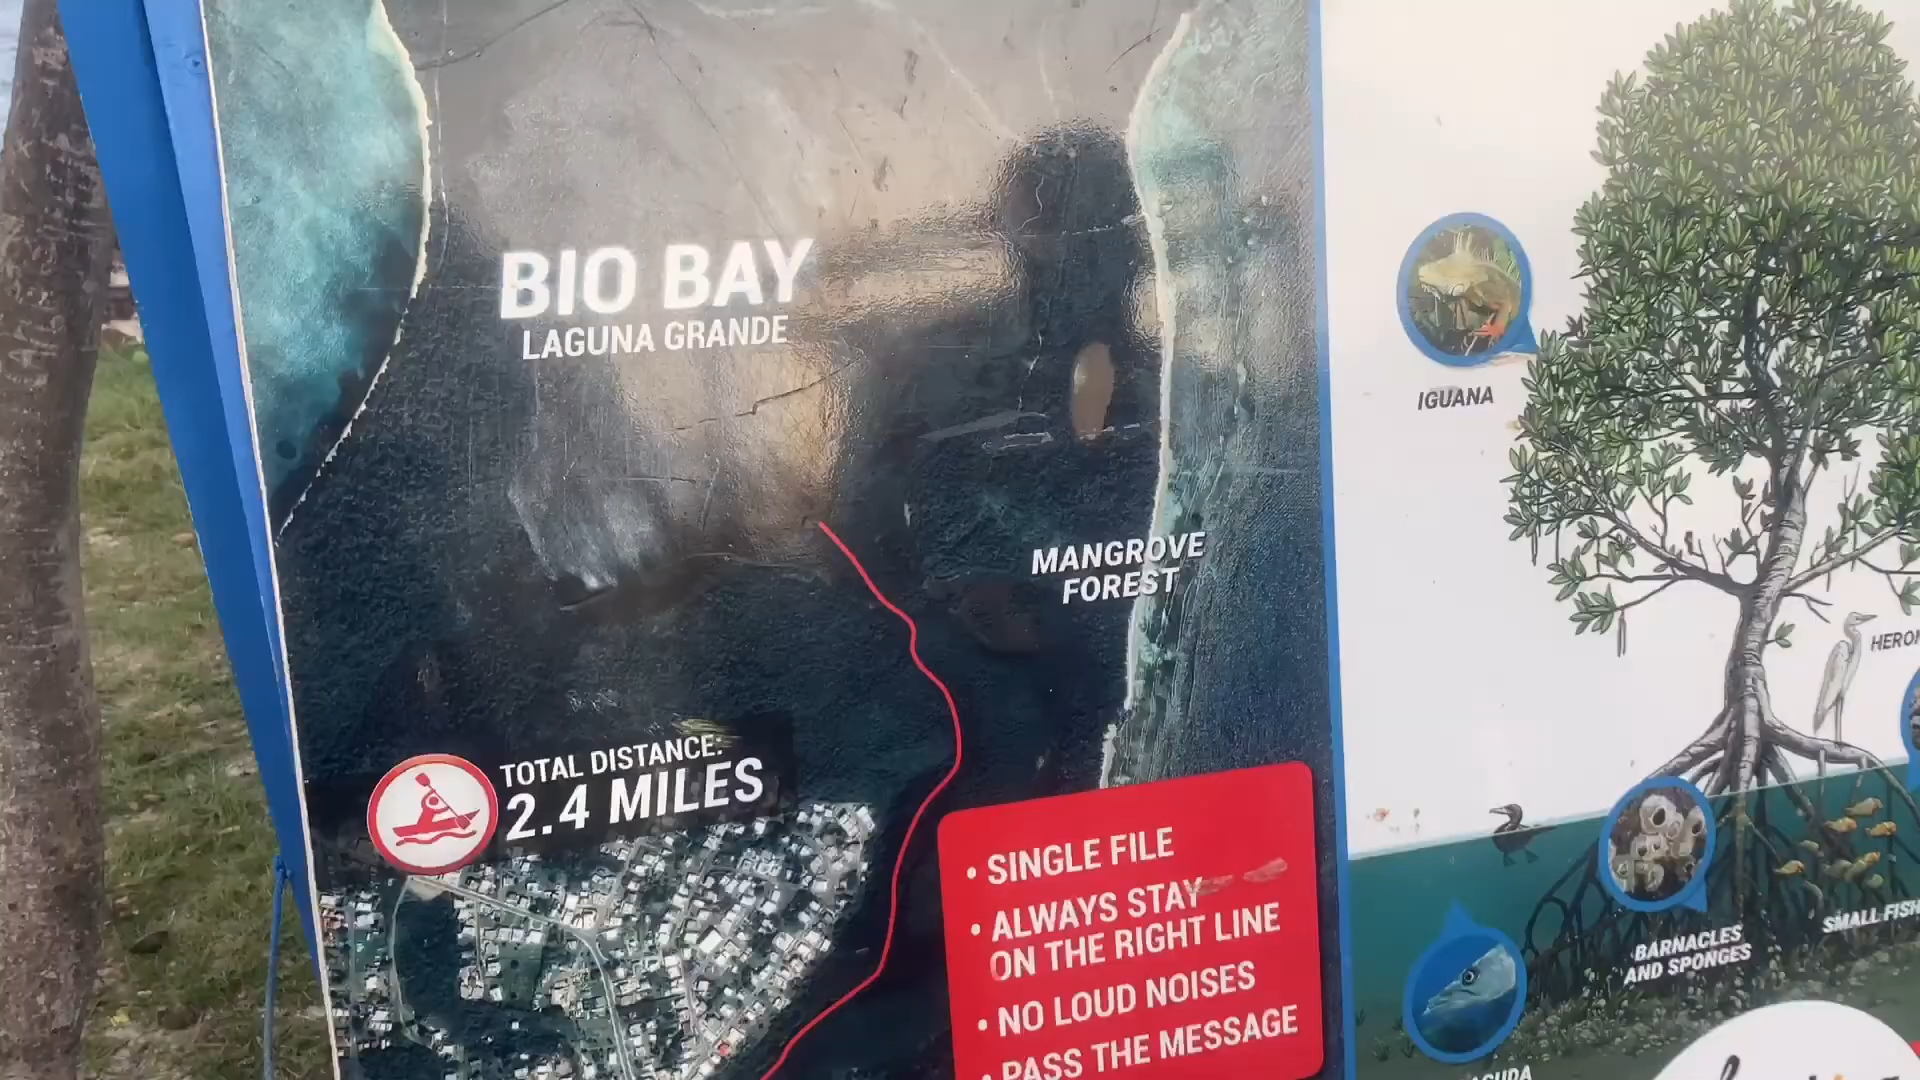 BIO BAY
LAGUNA GRANDE
MANGROVE
FOREST
TOTAL DISTANCE:
2.4 MILES
• SINGLE FILE
• ALWAYS STAY
ON THE RIGHT LINE
• NO LOUD NOISES
• PASS THE MESSAGE
IGUANA
HERON
BARNACLES
AND SPONGES
SMALL FISH